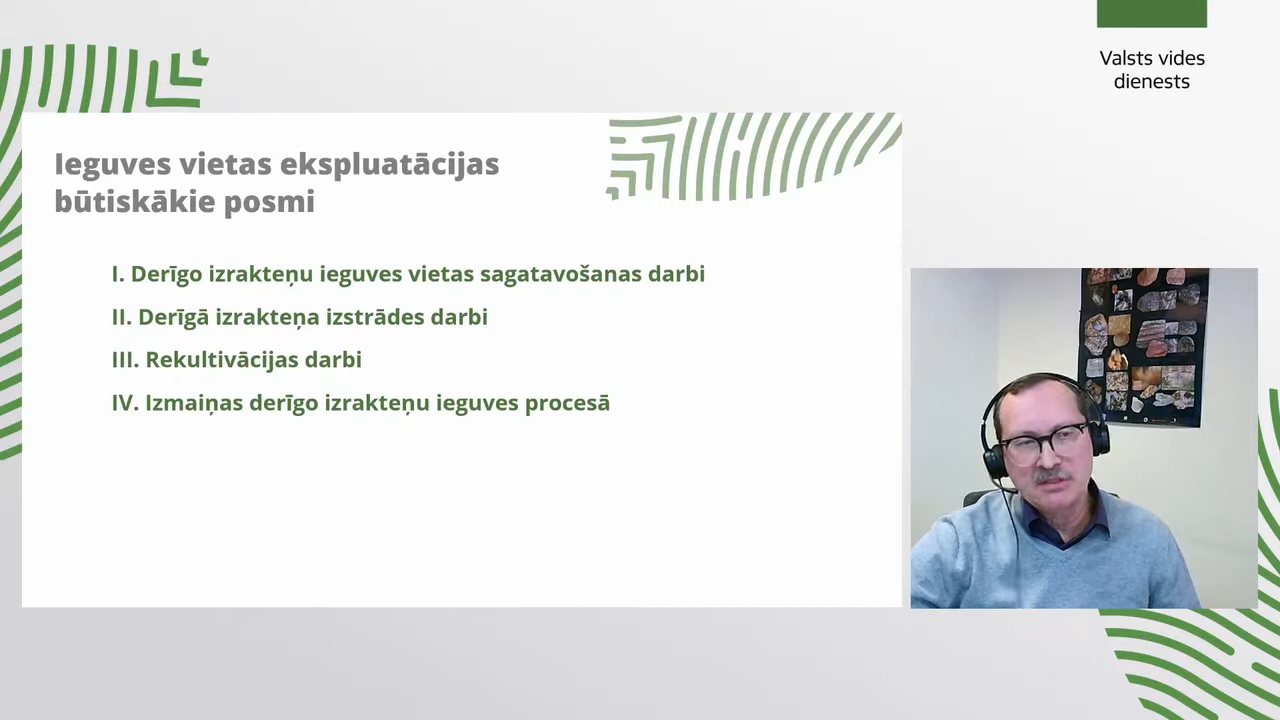 Valsts vides
dienests
Ieguves vietas ekspluatācijas
būtiskākie posmi
I. Derīgo izrakteņu ieguves vietas sagatavošanas darbi
II. Derīgā izrakteņa izstrādes darbi
III. Rekultivācijas darbi
IV. Izmaiņas derīgo izrakteņu ieguves procesā